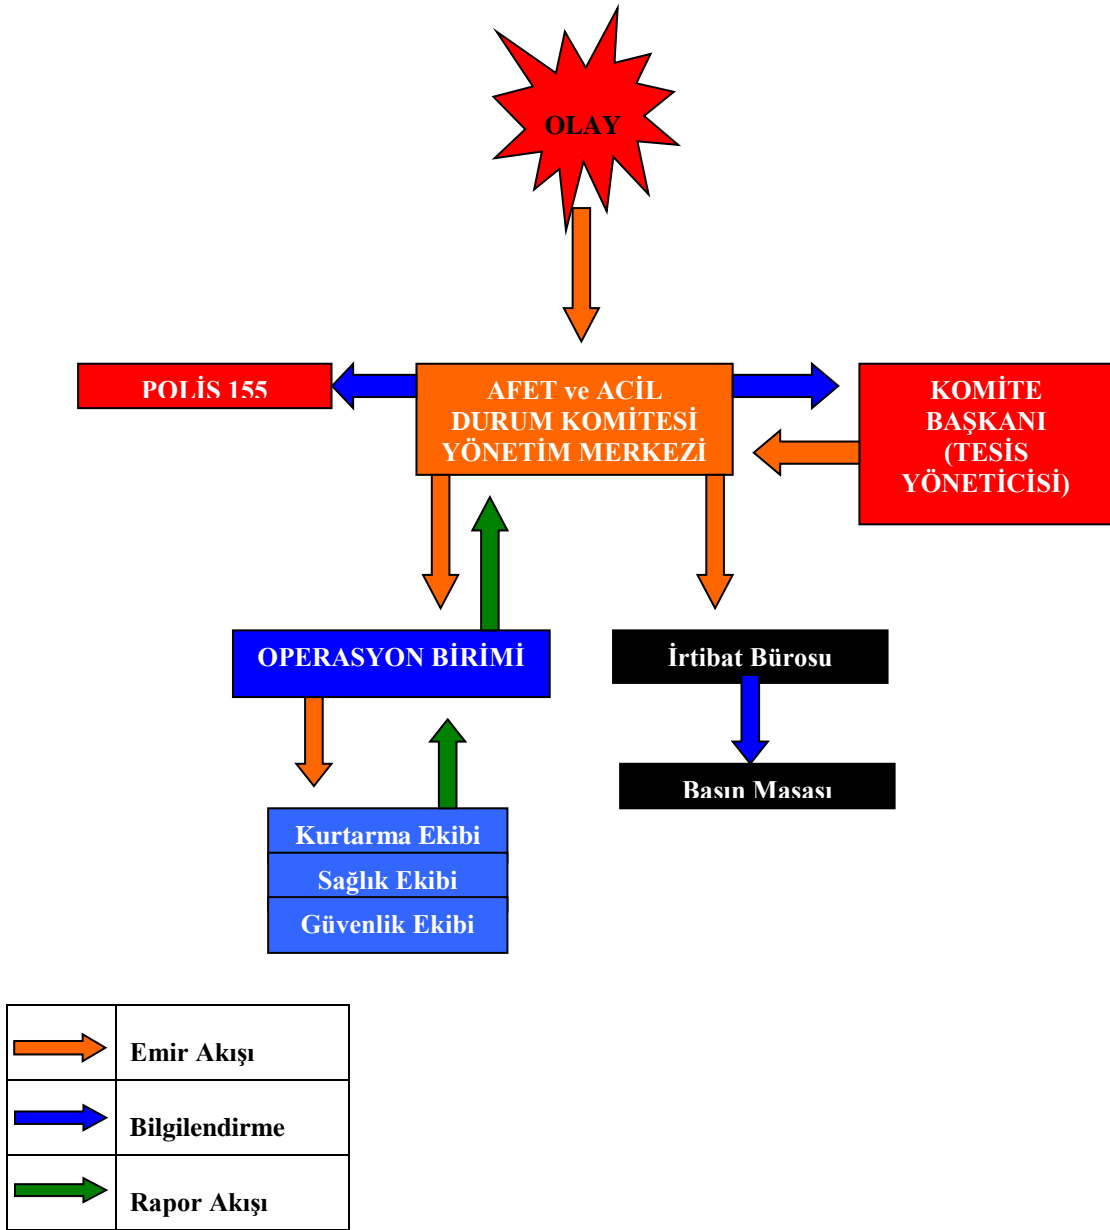 OLAY
POLİS 155
AFET ve ACİL
DURUM KOMİTESİ
YÖNETİM MERKEZİ
KOMİTE
BAŞKANI
(TESIS
YÖNETİCİSİ)
OPERASYON BİRİMİ
İrtibat Bürosu
Basın Masası
Kurtarma Ekibi
Sağlık Ekibi
Güvenlik Ekibi
Emir Akışı
Bilgilendirme
Rapor Akışı